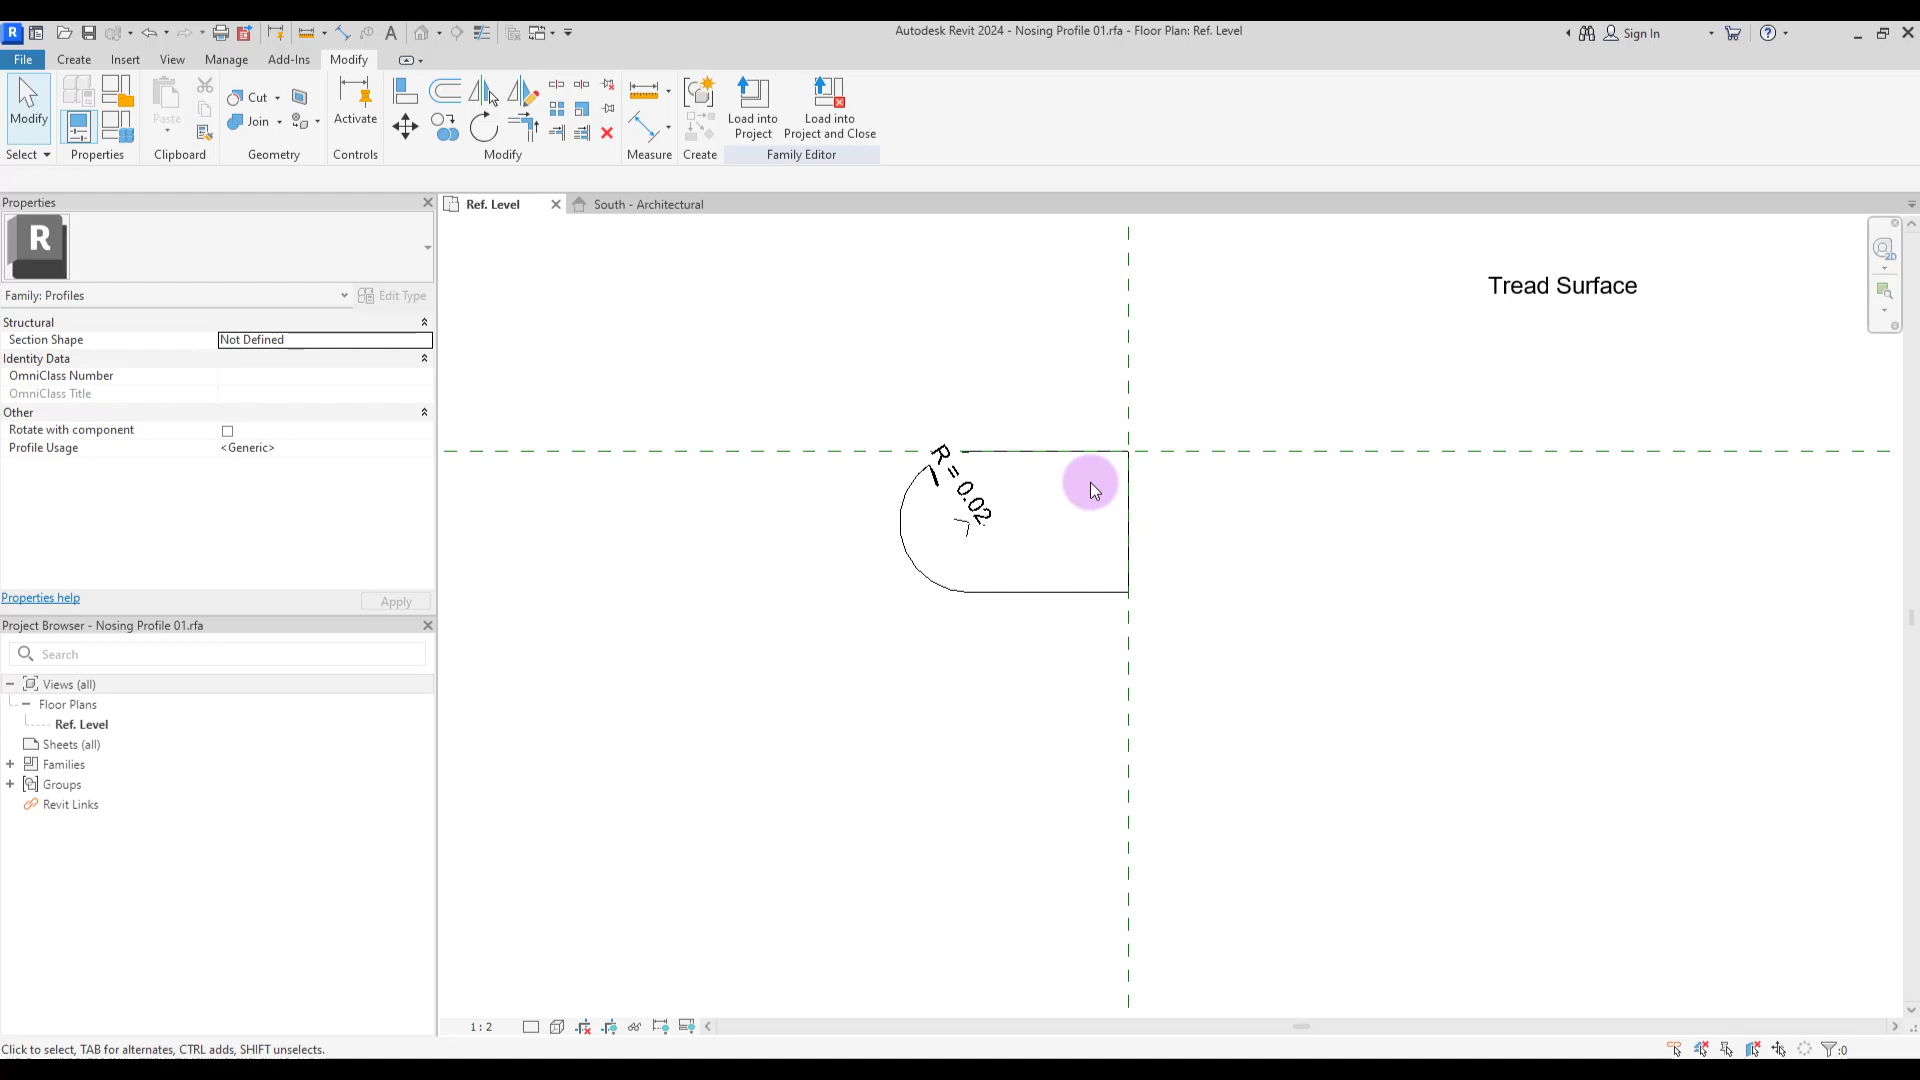 R
Autodesk Revit 2024 - Nosing Profile 01.rfa - Floor Plan: Ref. Level
Sign In
File
Create
Insert
View
Manage
Add-Ins
Modify
Modify
Paste
Cut
Join
Activate
Load into
Project
Load into
Project and Close
Select
Properties
Clipboard
Geometry
Controls
Modify
Measure
Create
Family Editor
Properties
Ref. Level
South - Architectural
R
Family: Profiles
Edit Type
Structural
Section Shape
Not Defined
Identity Data
OmniClass Number
OmniClass Title
Other
Rotate with component
Profile Usage
<Generic>
Properties help
Apply
Project Browser - Nosing Profile 01.rfa
Search
Views (all)
Floor Plans
Ref. Level
Sheets (all)
Families
Groups
Revit Links
Tread Surface
2D
R = 0.02
1 : 2
Click to select, TAB for alternates, CTRL adds, SHIFT unselects.
:0